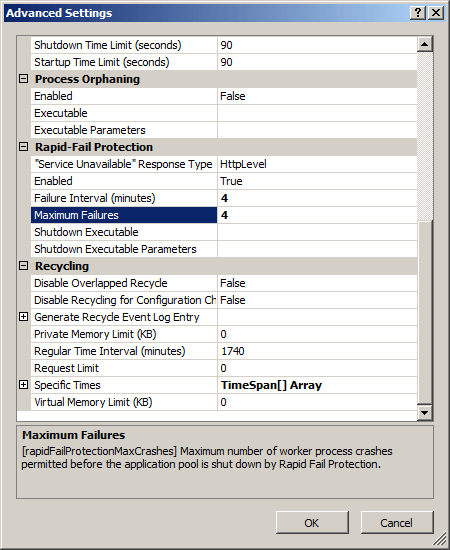 Advanced Settings
Shutdown Time Limit (seconds) 90
Startup Time Limit (seconds) 90
Process Orphaning
Enabled False
Executable
Executable Parameters
Rapid-Fail Protection
"Service Unavailable" Response Type HttpLevel
Enabled True
Failure Interval (minutes) 4
Maximum Failures 4
Shutdown Executable
Shutdown Executable Parameters
Recycling
Disable Overlapped Recycle False
Disable Recycling for Configuration Ch False
Generate Recycle Event Log Entry
Private Memory Limit (KB) 0
Regular Time Interval (minutes) 1740
Request Limit 0
Specific Times TimeSpan[] Array
Virtual Memory Limit (KB) 0
Maximum Failures
[rapidFailProtectionMaxCrashes] Maximum number of worker process crashes
permitted before the application pool is shut down by Rapid Fail Protection.
OK Cancel